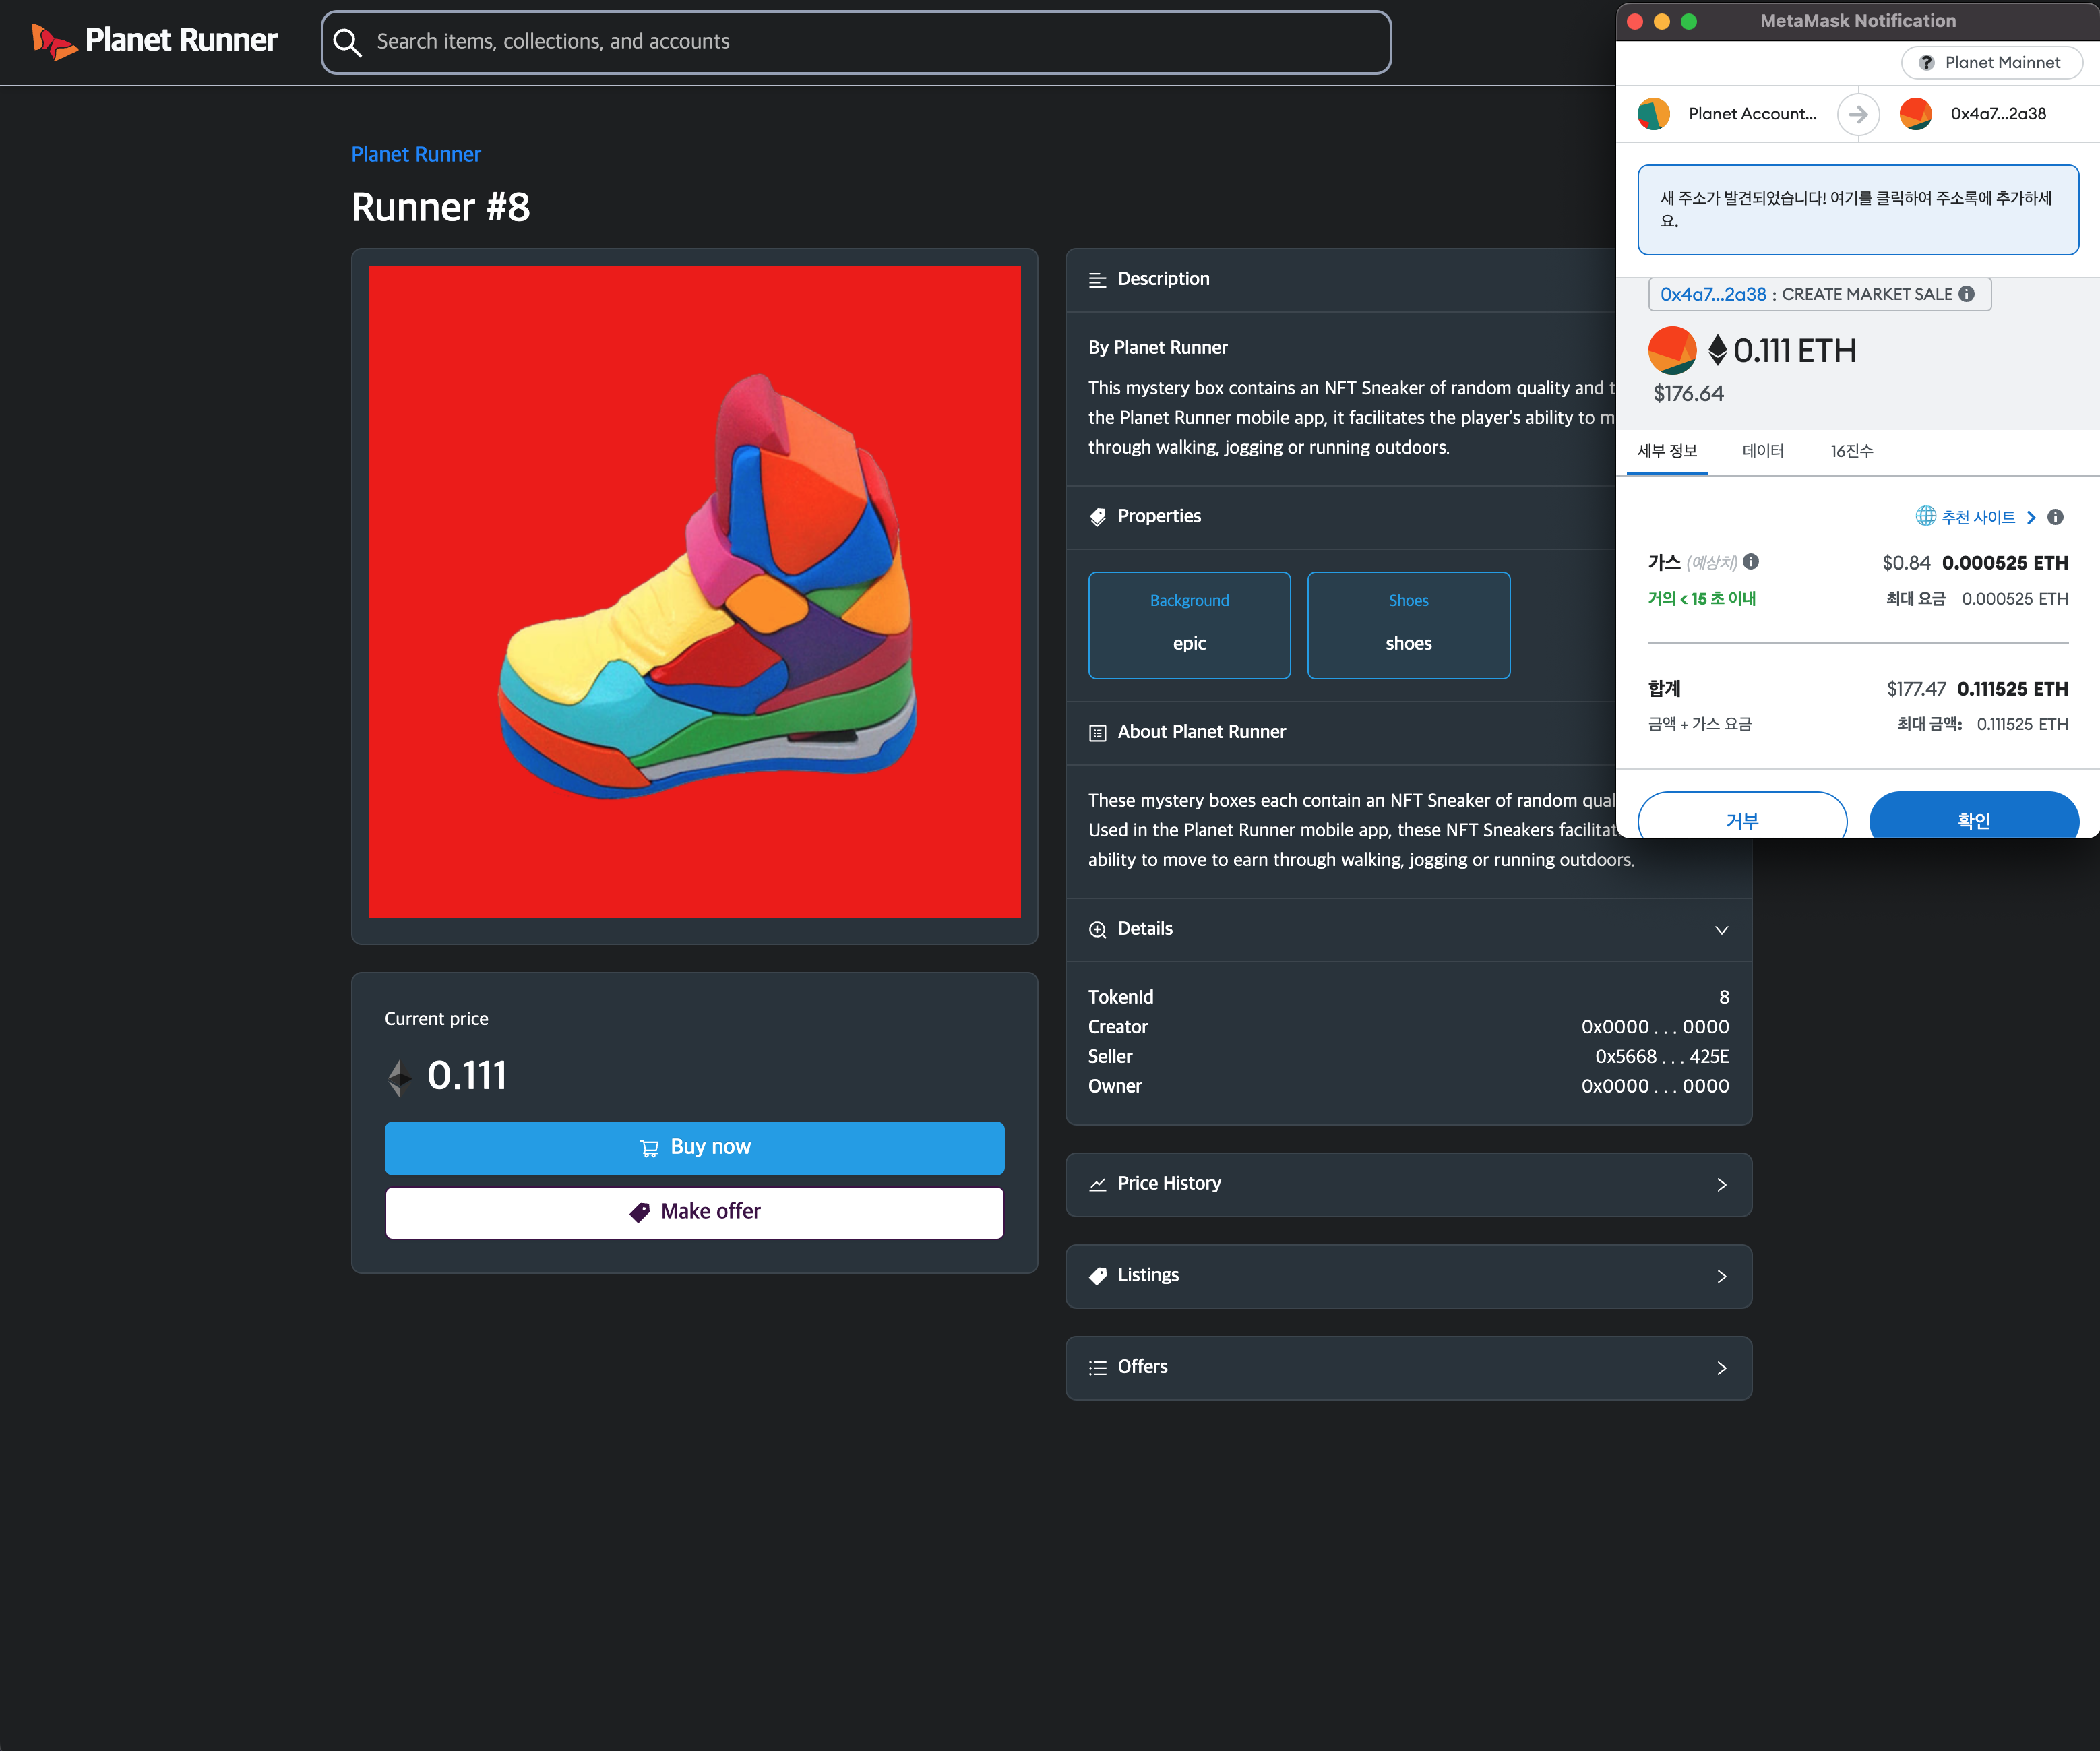 Planet Runner
Search items, collections, and accounts
Planet Runner
Runner #8
Current price
0.111
Buy now
Make offer
Description
By Planet Runner
This mystery box contains an NFT Sneaker of random quality and t
the Planet Runner mobile app, it facilitates the player's ability to m
through walking, jogging or running outdoors.
Properties
Background
epic
Shoes
shoes
About Planet Runner
These mystery boxes each contain an NFT Sneaker of random qual
Used in the Planet Runner mobile app, these NFT Sneakers facilitat
ability to move to earn through walking, jogging or running outdoors.
Details
TokenId 8
Creator 0x0000 . . . 0000
Seller 0x5668 . . . 425E
Owner 0x0000 . . . 0000
Price History
Listings
Offers
MetaMask Notification
Planet Mainnet
Planet Account... 0x4a7...2a38
새 주소가 발견되었습니다! 여기를 클릭하여 주소록에 추가하세
요.
0x4a7...2a38 : CREATE MARKET SALE
0.111 ETH
$176.64
세부 정보 데이터 16진수
추천 사이트
가스 (예상치) $0.84 0.000525 ETH
거의 < 15 초 이내 최대 요금 0.000525 ETH
합계 $177.47 0.111525 ETH
금액 + 가스 요금 최대 금액: 0.111525 ETH
거부 확인